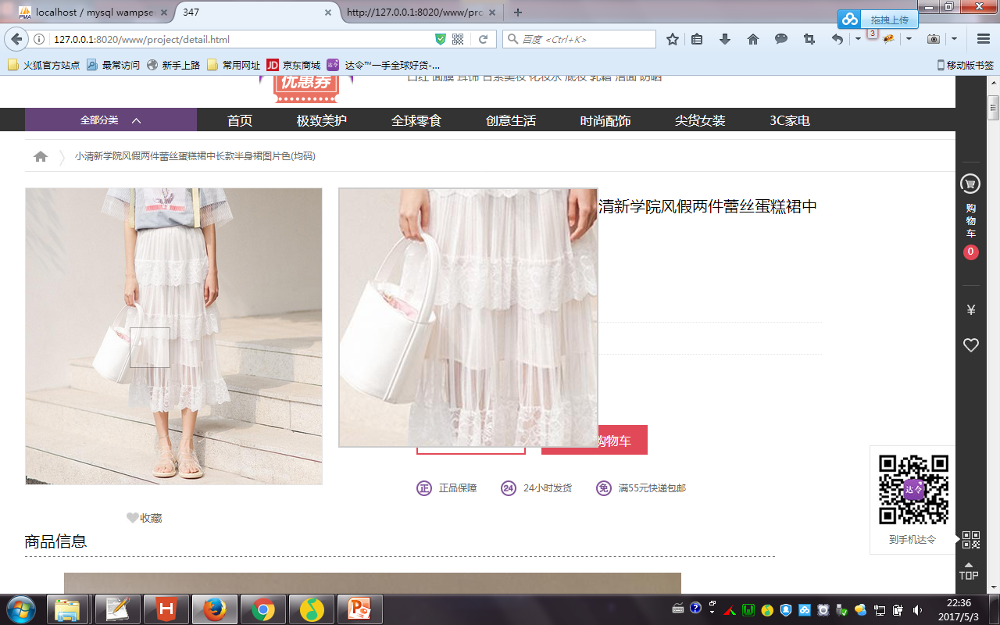 localhost / mysql wampse
347
http://127.0.0.1:8020/www/pro
拖拽上传
127.0.0.1:8020/www/project/detail.html
百度 <Ctrl+K>
3
火狐官方站点
最常访问
新手上路
常用网址
JD
京东商城
达令
达令™一手全球好货-...
移动版书签
优惠券
口红 面膜 耳饰 日系美妆 化妆水 底妆 乳霜 洁面 防晒
全部分类
首页
极致美护
全球零食
创意生活
时尚配饰
尖货女装
3C家电
小清新学院风假两件蕾丝蛋糕裙中长款半身裙图片色(均码)
清新学院风假两件蕾丝蛋糕裙中
购
物
车
0
¥
购物车
正 正品保障
24 24小时发货
免 满55元快递包邮
达令
到手机达令
收藏
商品信息
TOP
22:36
2017/5/3